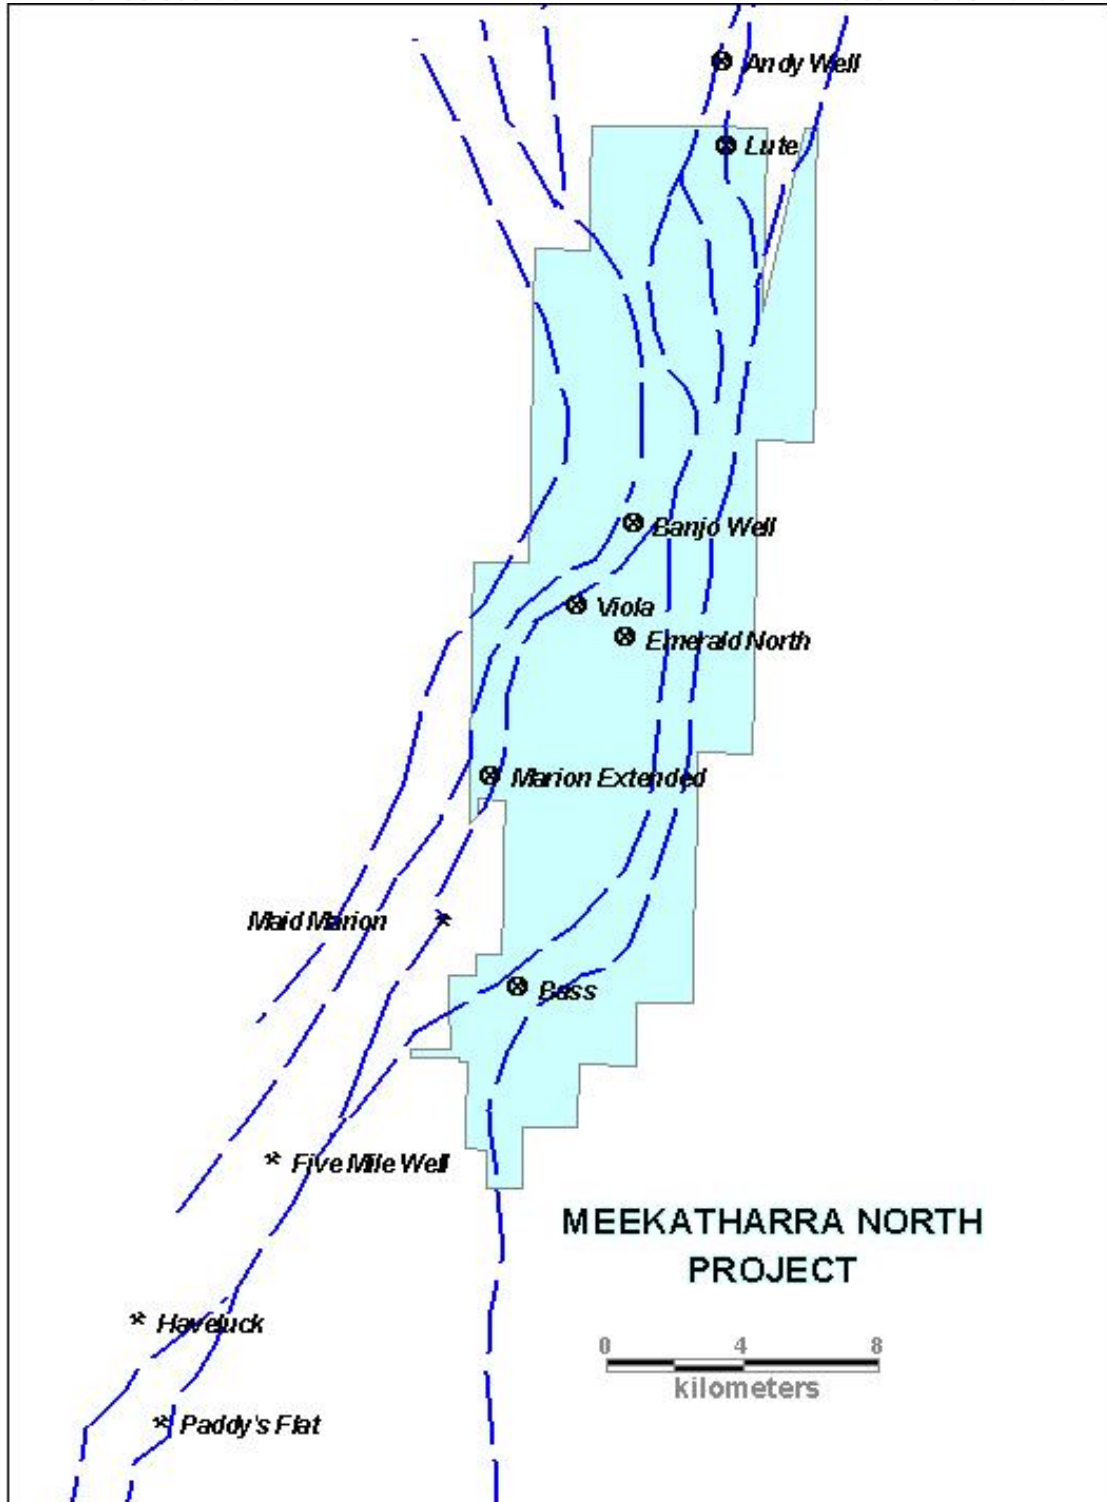 Andy Well
Lute
Banjo Well
Viola
Emerald North
Marion Extended
Maid Marion
Bass
Five Mile Well
MEEKATHARRA NORTH
PROJECT
Haveluck
0 4 8
kilometers
Paddy's Flat